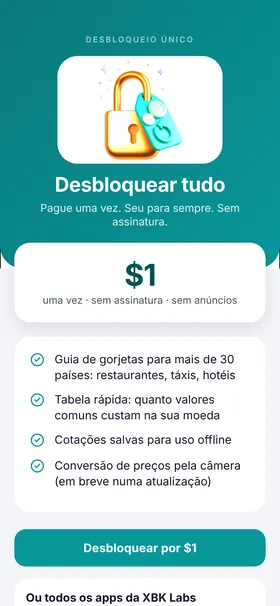 DESBLOQUEIO ÚNICO
Desbloquear tudo
Pague uma vez. Seu para sempre. Sem
assinatura.
$1
uma vez · sem assinatura · sem anúncios
Guia de gorjetas para mais de 30
países: restaurantes, táxis, hotéis
Tabela rápida: quanto valores
comuns custam na sua moeda
Cotações salvas para uso offline
Conversão de preços pela câmera
(em breve numa atualização)
Desbloquear por $1
Ou todos os apps da XBK Labs